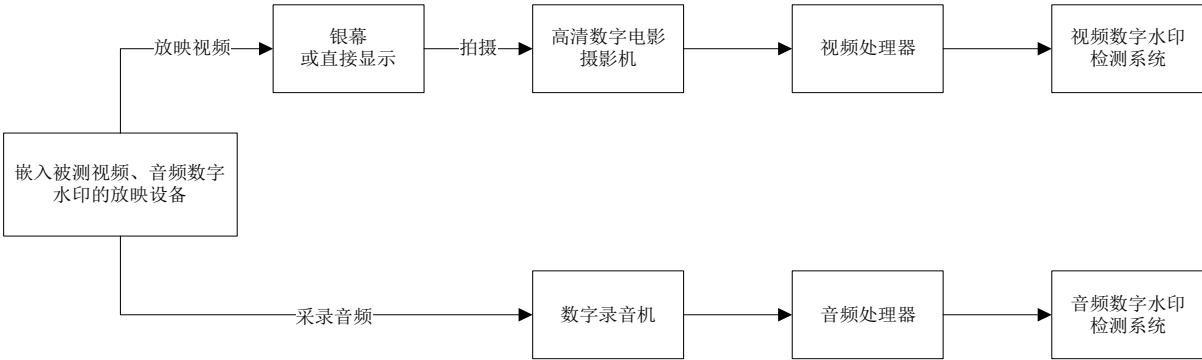 放映视频
银幕
或直接显示
拍摄
高清数字电影
摄影机
视频处理器
视频数字水印
检测系统
嵌入被测视频、音频数字
水印的放映设备
采录音频
数字录音机
音频处理器
音频数字水印
检测系统